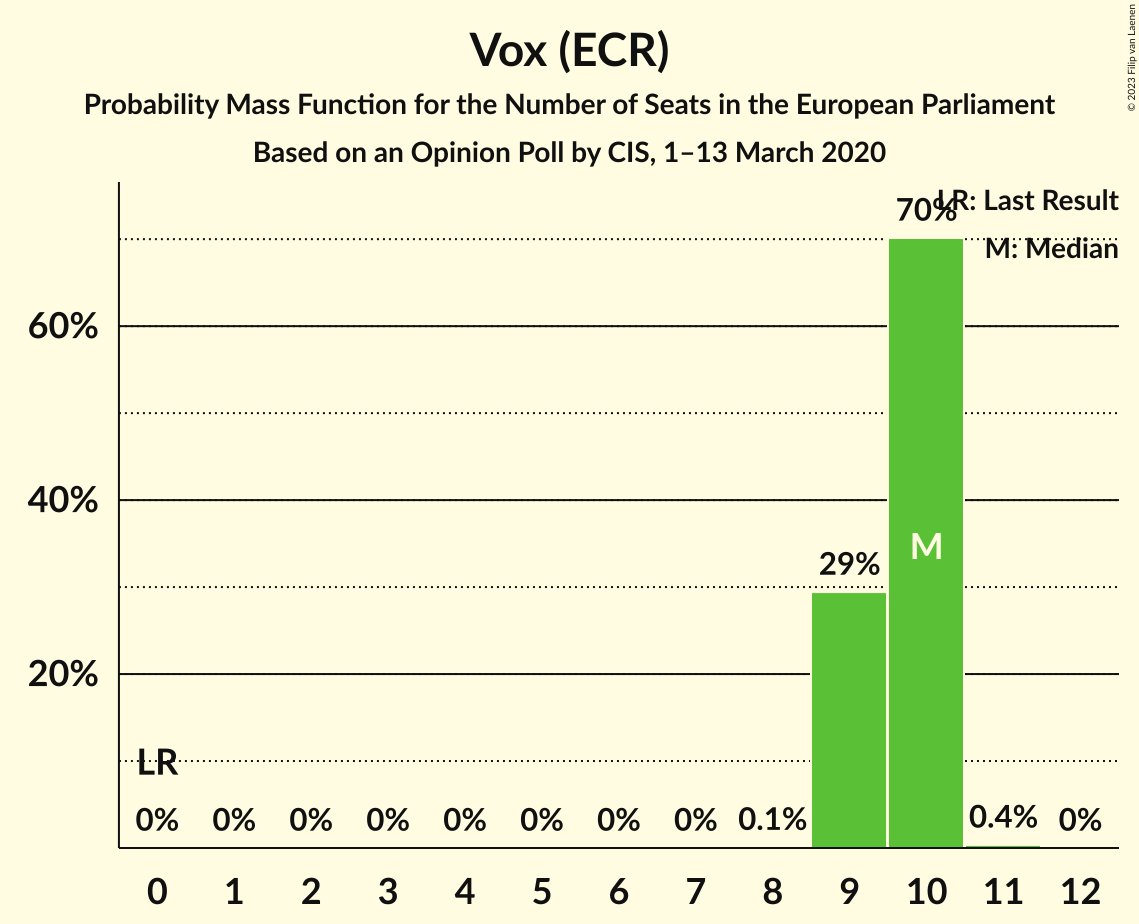 Vox (ECR)
Probability Mass Function for the Number of Seats in the European Parliament
Based on an Opinion Poll by CIS, 1–13 March 2020
© 2023 Filip van Laenen
LR: Last Result
M: Median
70%
60%
40%
20%
29%
M
LR
0% 0% 0% 0% 0% 0% 0% 0% 0.1% 0.4% 0%
0 1 2 3 4 5 6 7 8 9 10 11 12